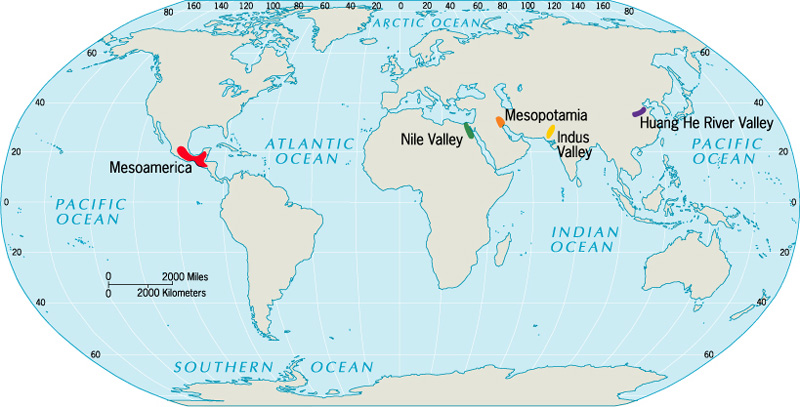 80 160 140 120 100 80 60 40 20 0 20 40 60 80 100 120 140 160 80
ARCTIC OCEAN
60 60
40 40
Mesopotamia
Huang He River Valley
Nile Valley
Indus
Valley
ATLANTIC
OCEAN
PACIFIC
OCEAN
20 20
Mesoamerica
0 0
PACIFIC
OCEAN
INDIAN
OCEAN
20 20
0 2000 Miles
0 2000 Kilometers
40 40
60 60
SOUTHERN OCEAN